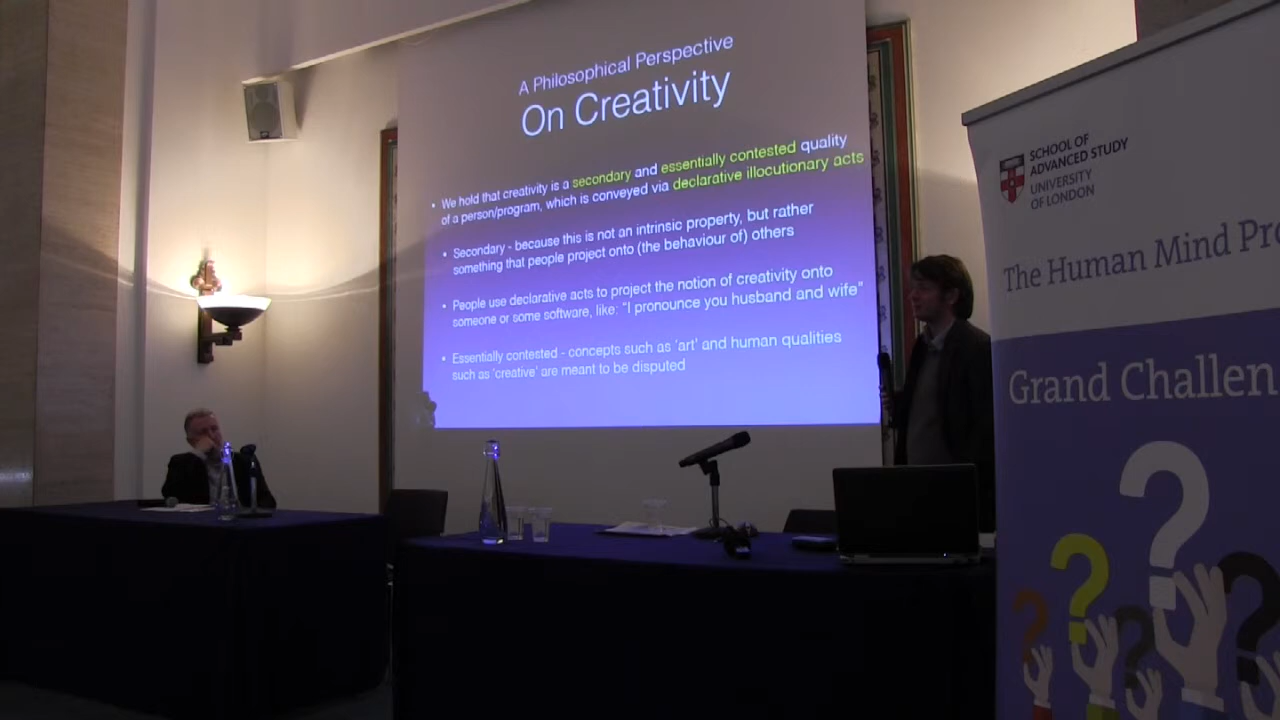 A Philosophical Perspective
On Creativity
• We hold that creativity is a secondary and essentially contested quality
of a person/program, which is conveyed via declarative illocutionary acts
• Secondary - because this is not an intrinsic property, but rather
something that people project onto (the behaviour of) others
• People use declarative acts to project the notion of creativity onto
someone or some software, like: “I pronounce you husband and wife”
• Essentially contested - concepts such as ‘art’ and human qualities
such as ‘creative’ are meant to be disputed
SCHOOL OF
ADVANCED STUDY
UNIVERSITY
OF LONDON
The Human Mind Pro
Grand Challen